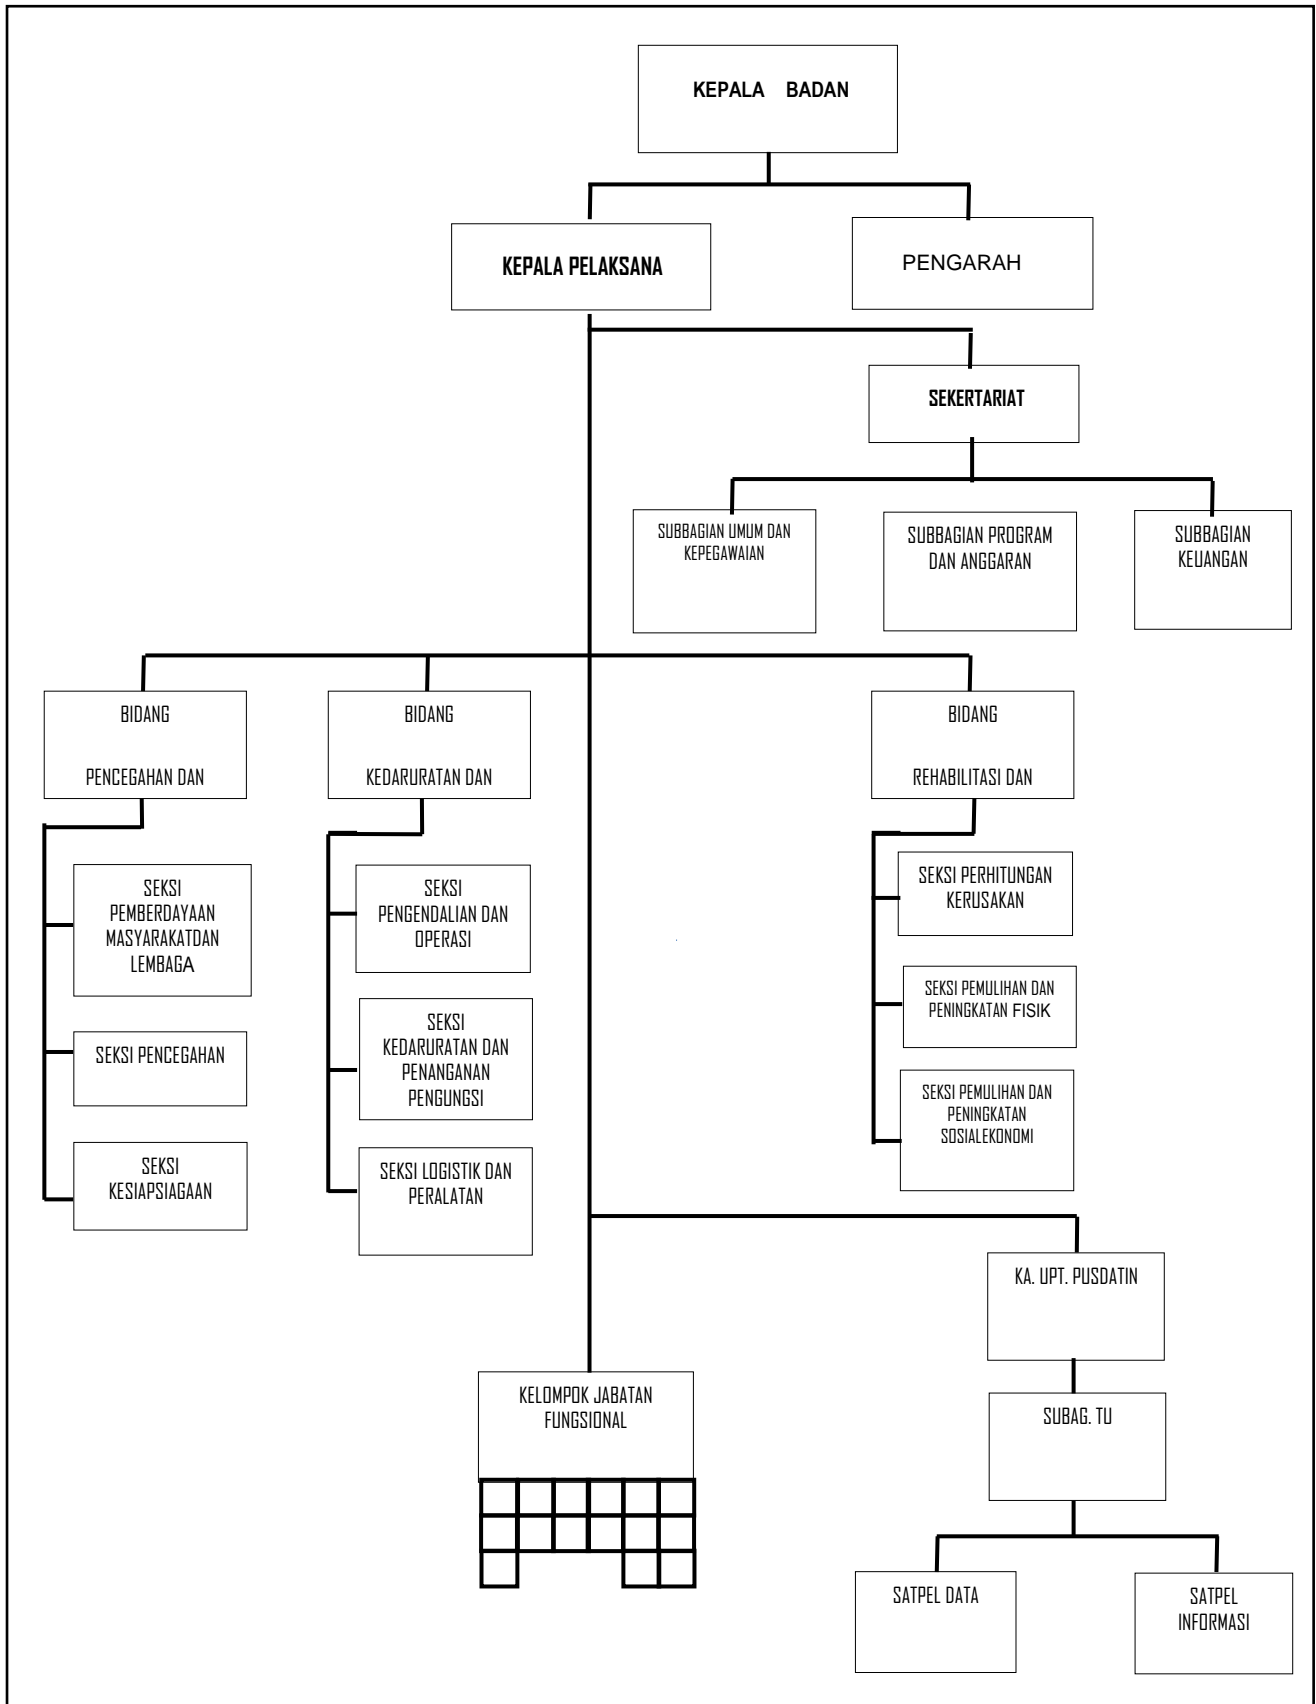 KEPALA BADAN
KEPALA PELAKSANA
PENGARAH
SEKERTARIAT
SUBBAGIAN UMUM DAN
KEPEGAWAIAN
SUBBAGIAN PROGRAM
DAN ANGGARAN
SUBBAGIAN
KEUANGAN
BIDANG
PENCEGAHAN DAN
BIDANG
KEDARURATAN DAN
BIDANG
REHABILITASI DAN
SEKSI
PEMBERDAYAAN
MASYARAKATDAN
LEMBAGA
SEKSI PENCEGAHAN
SEKSI
KESIAPSIAGAAN
SEKSI
PENGENDALIAN DAN
OPERASI
SEKSI
KEDARURATAN DAN
PENANGANAN
PENGUNGSI
SEKSI LOGISTIK DAN
PERALATAN
SEKSI PERHITUNGAN
KERUSAKAN
SEKSI PEMULIHAN DAN
PENINGKATAN FISIK
SEKSI PEMULIHAN DAN
PENINGKATAN
SOSIALEKONOMI
KA. UPT. PUSDATIN
KELOMPOK JABATAN
FUNGSIONAL
SUBAG. TU
SATPEL DATA
SATPEL
INFORMASI